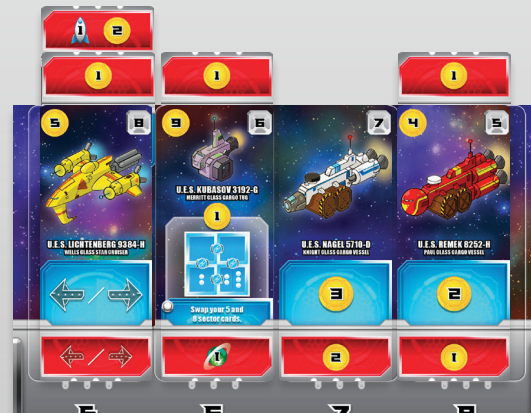 1 2
1
1
1
5 8
9 6
7
4 5
U.E.S. LICHTENBERG 9384-H
WELLS CLASS STAR CRUISER
U.E.S. KUBASOV 3192-G
MERRITT CLASS CARGO TUG
U.E.S. NAGEL 5710-D
KNIGHT CLASS CARGO VESSEL
U.E.S. REMEK 8252-H
PAUL CLASS CARGO VESSEL
1
3
2
Swap your 5 and
8 sector cards.
1
2
1